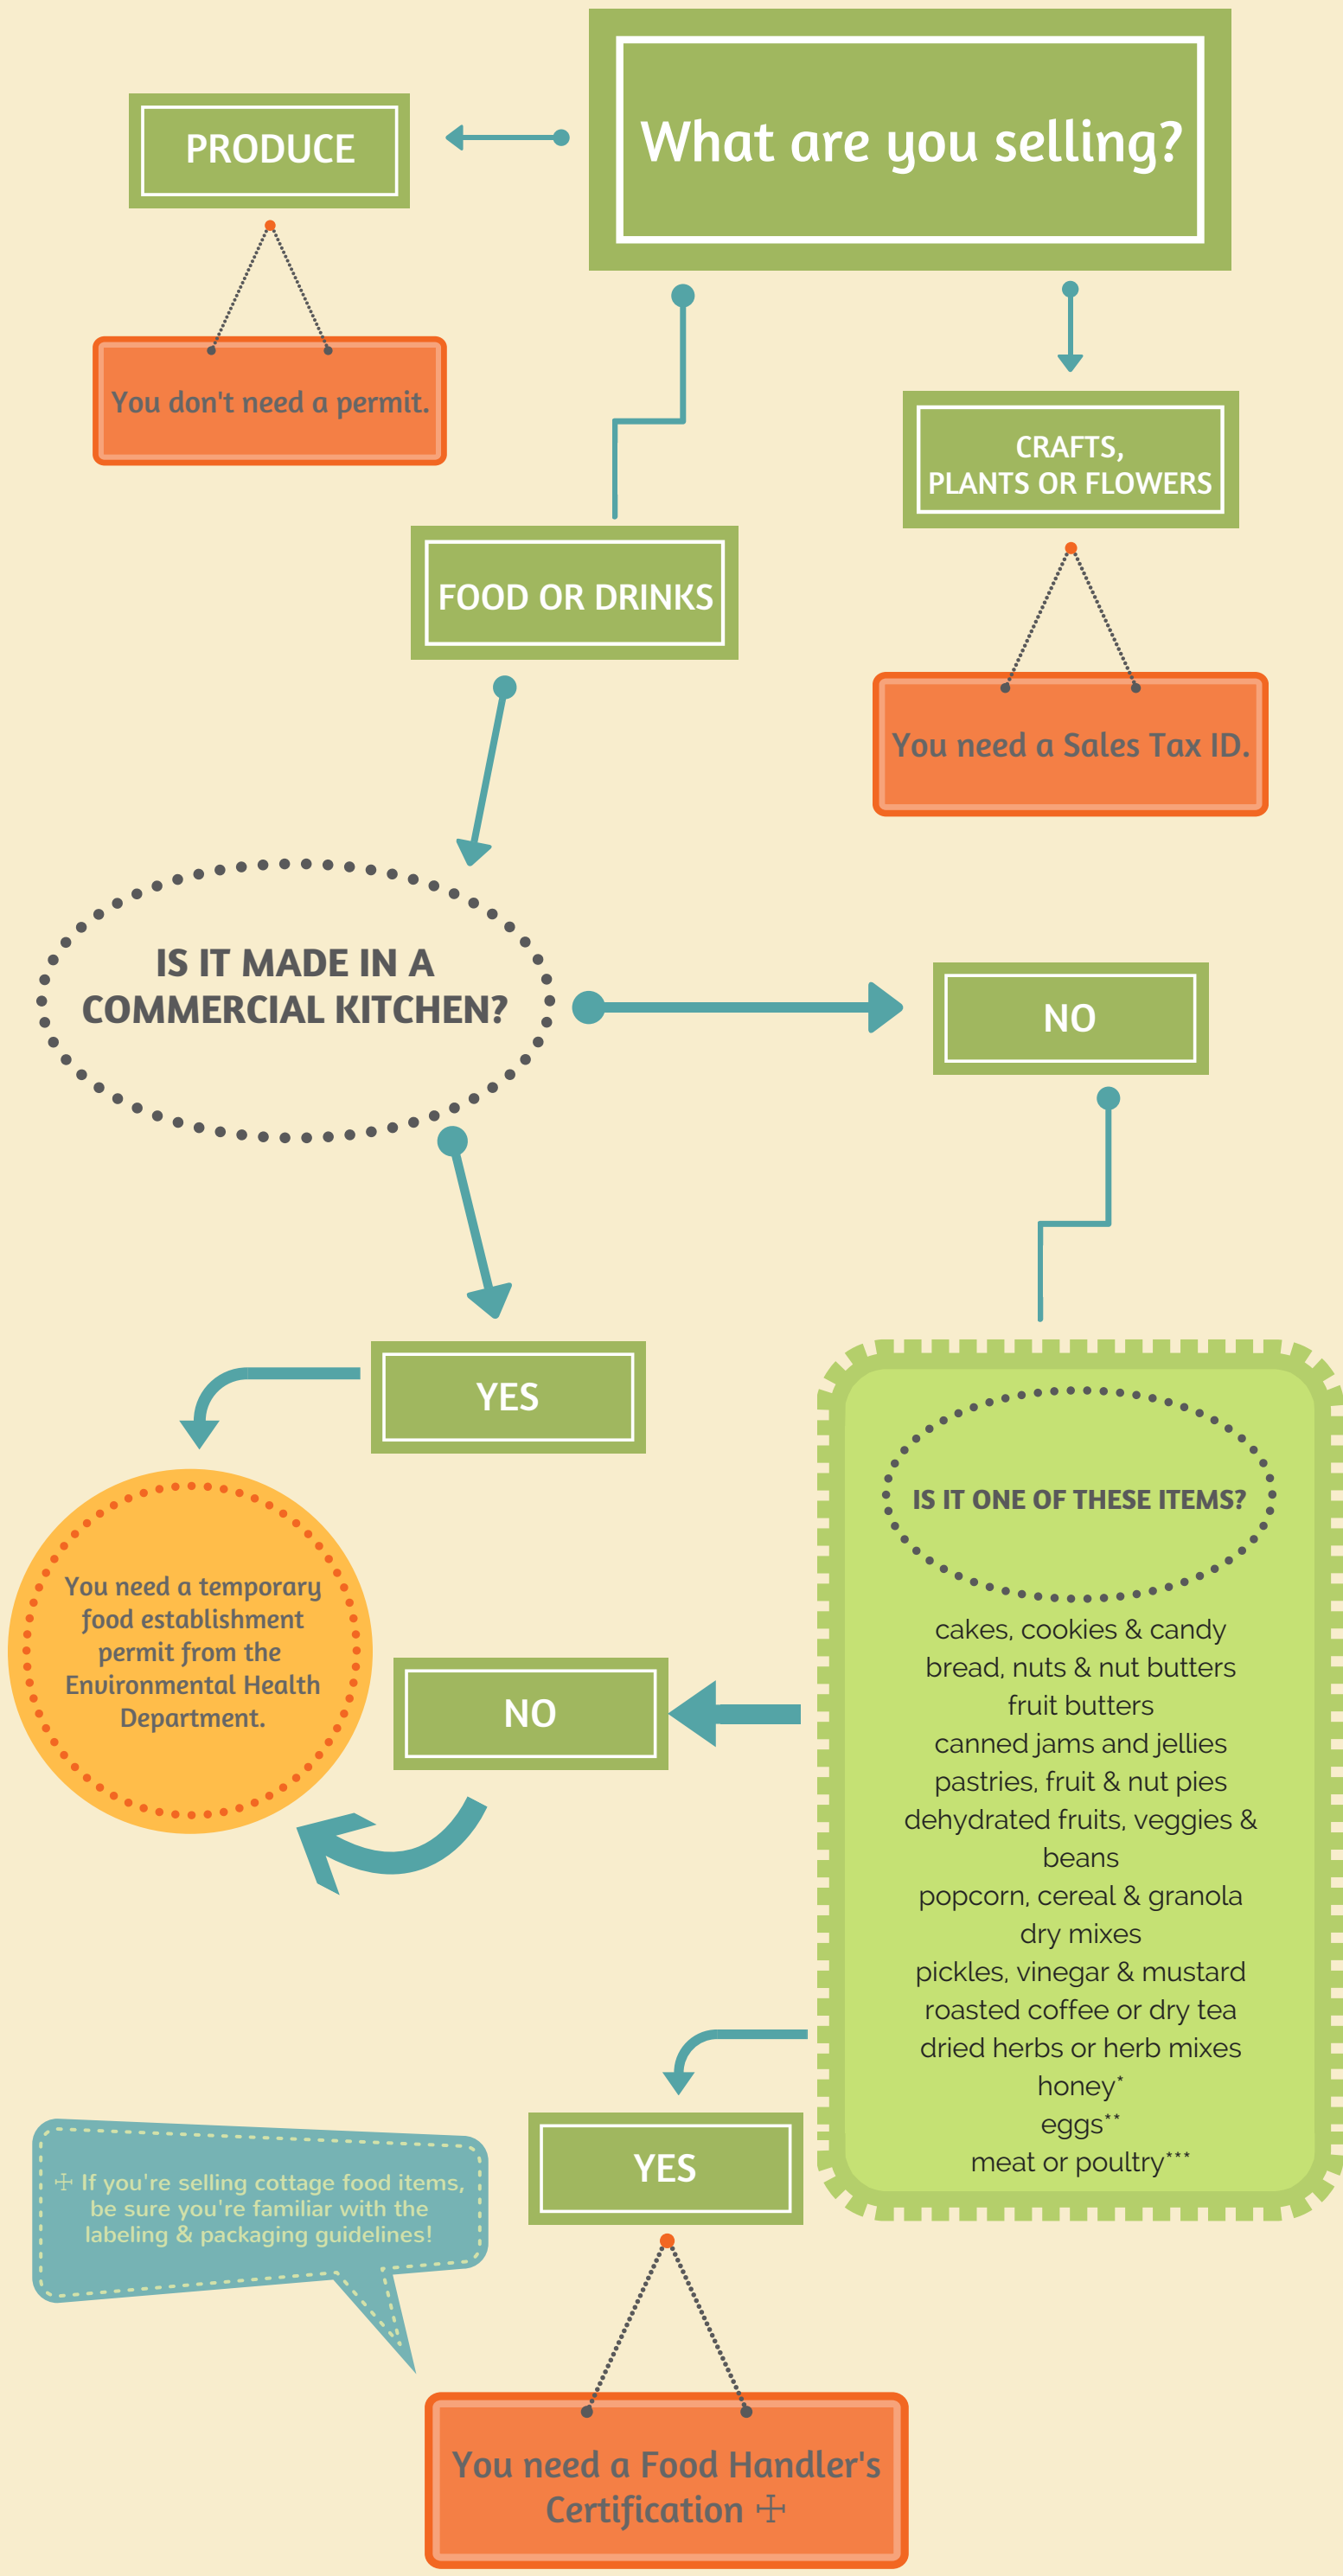 What are you selling?
PRODUCE
You don't need a permit.
CRAFTS,
PLANTS OR FLOWERS
You need a Sales Tax ID.
FOOD OR DRINKS
IS IT MADE IN A
COMMERCIAL KITCHEN?
NO
YES
You need a temporary
food establishment
permit from the
Environmental Health
Department.
IS IT ONE OF THESE ITEMS?
cakes, cookies & candy
bread, nuts & nut butters
fruit butters
canned jams and jellies
pastries, fruit & nut pies
dehydrated fruits, veggies &
beans
popcorn, cereal & granola
dry mixes
pickles, vinegar & mustard
roasted coffee or dry tea
dried herbs or herb mixes
honey*
eggs**
meat or poultry***
NO
YES
☩ If you're selling cottage food items,
be sure you're familiar with the
labeling & packaging guidelines!
You need a Food Handler's
Certification ☩